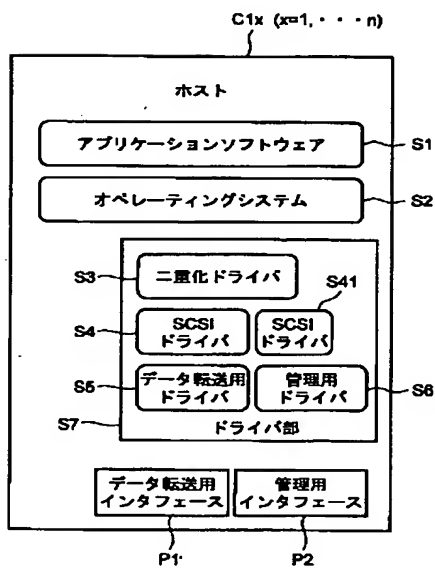 C1x (x=1,・・・n)
ホスト
アプリケーションソフトウェア
S1
オペレーティングシステム
S2
S3
二重化ドライバ
S41
S4
SCSI
ドライバ
SCSI
ドライバ
S5
データ転送用
ドライバ
管理用
ドライバ
S6
S7
ドライバ部
データ転送用
インタフェース
管理用
インタフェース
P1
P2